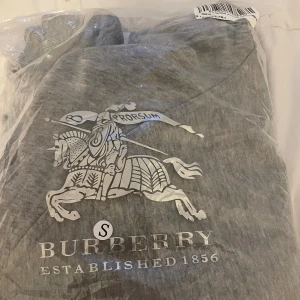 PRORSUM
S
BURBERRY
ESTABLISHED 1856